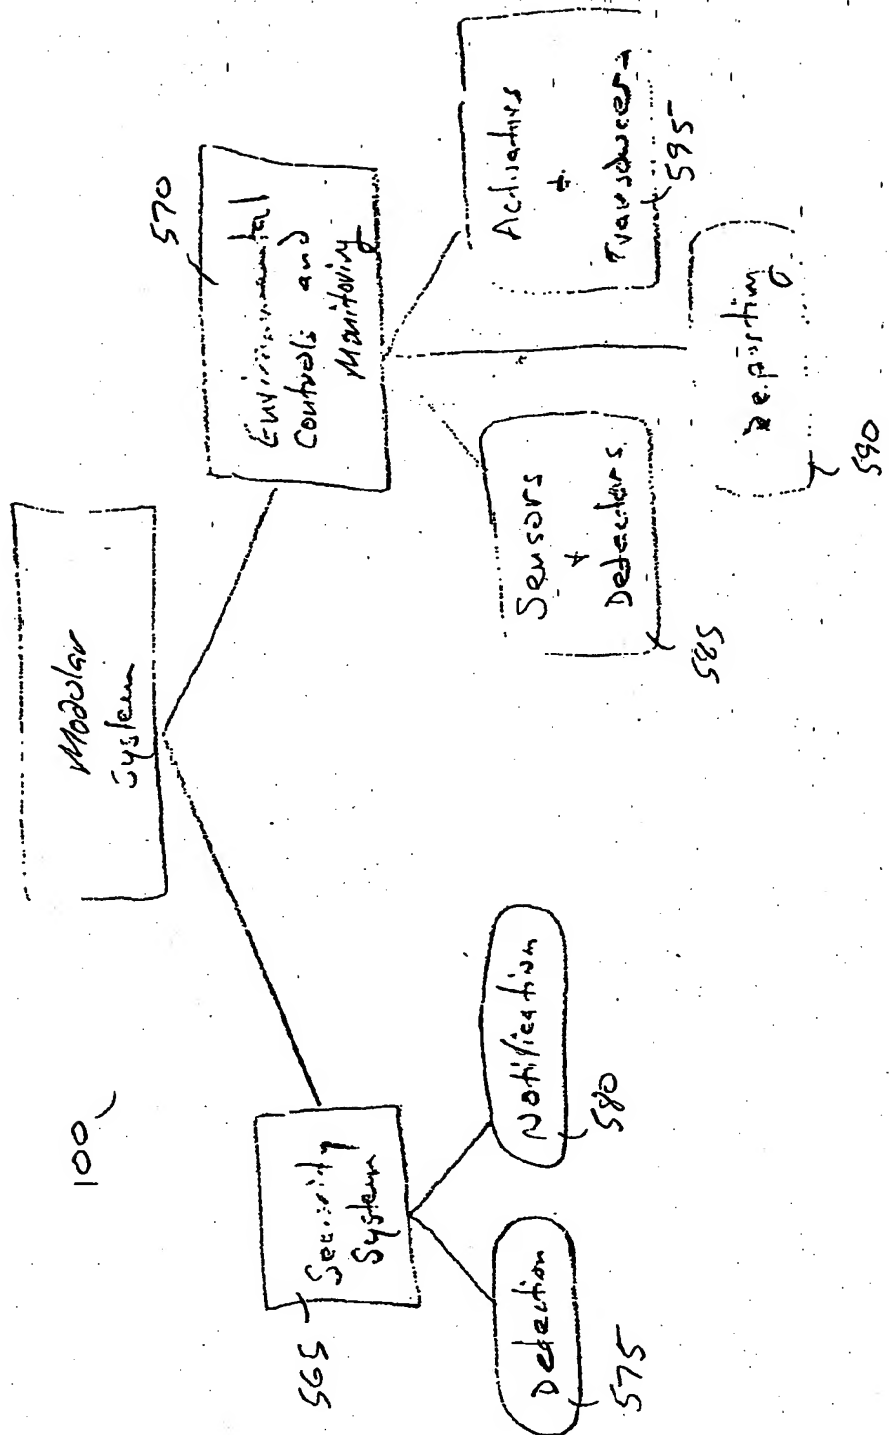 100
Modular
System
565
Security
System
570
Environmental
Controls and
Monitoring
Detection
575
Notification
580
Sensors
+
Detectors
585
Reporting
590
Activators
+
Transducers
595